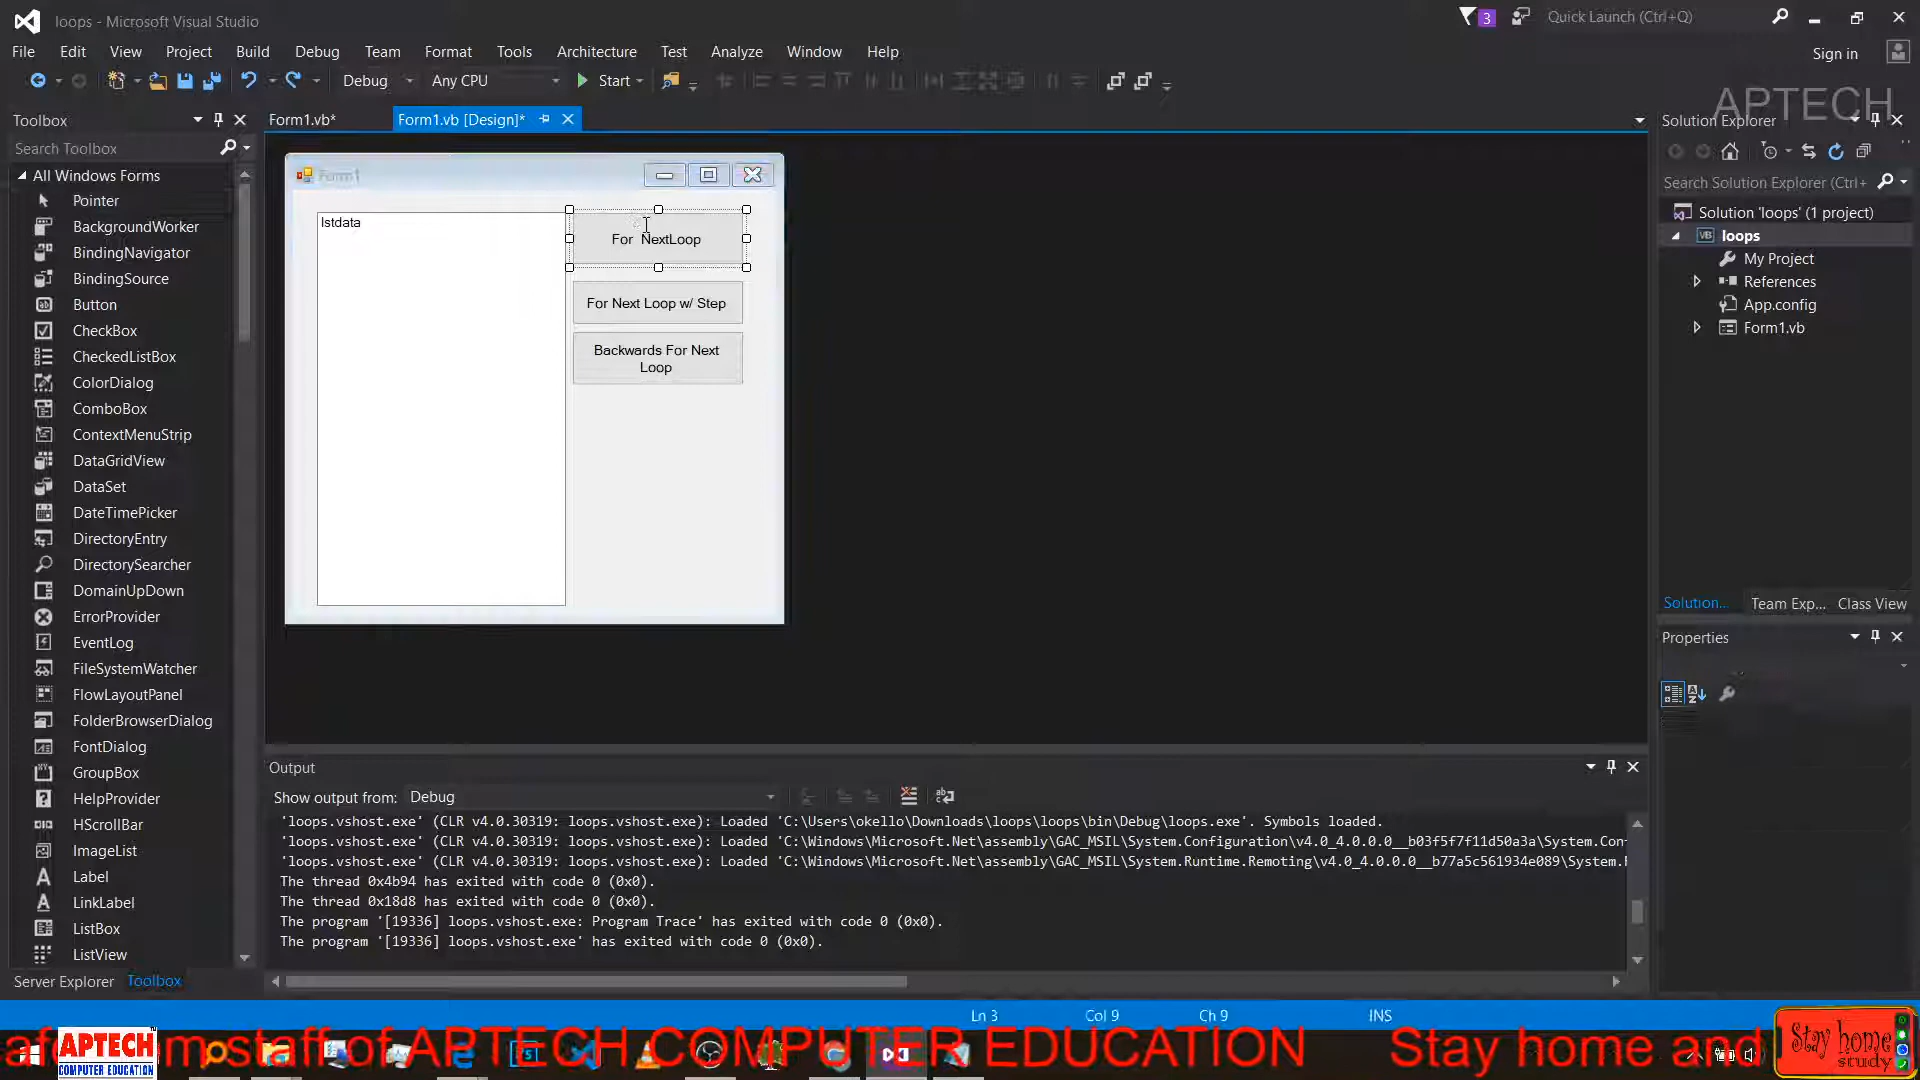 loops - Microsoft Visual Studio
3
Quick Launch (Ctrl+Q)
File Edit View Project Build Debug Team Format Tools Architecture Test Analyze Window Help
Sign in
Debug Any CPU Start
APTECH
Toolbox
Form1.vb* Form1.vb [Design]*
Solution Explorer
Search Toolbox
Search Solution Explorer (Ctrl+
All Windows Forms
Pointer
BackgroundWorker
BindingNavigator
BindingSource
Button
CheckBox
CheckedListBox
ColorDialog
ComboBox
ContextMenuStrip
DataGridView
DataSet
DateTimePicker
DirectoryEntry
DirectorySearcher
DomainUpDown
ErrorProvider
EventLog
FileSystemWatcher
FlowLayoutPanel
FolderBrowserDialog
FontDialog
GroupBox
HelpProvider
HScrollBar
ImageList
Label
LinkLabel
ListBox
ListView
Server Explorer Toolbox
Form1
lstdata
For NextLoop
For Next Loop w/ Step
Backwards For Next
Loop
Solution 'loops' (1 project)
VB loops
My Project
References
App.config
Form1.vb
Solution... Team Exp... Class View
Properties
Output
Show output from: Debug
'loops.vshost.exe' (CLR v4.0.30319: loops.vshost.exe): Loaded 'C:\Users\okello\Downloads\loops\loops\bin\Debug\loops.exe'. Symbols loaded.
'loops.vshost.exe' (CLR v4.0.30319: loops.vshost.exe): Loaded 'C:\Windows\Microsoft.Net\assembly\GAC_MSIL\System.Configuration\v4.0_4.0.0.0__b03f5f7f11d50a3a\System.Con
'loops.vshost.exe' (CLR v4.0.30319: loops.vshost.exe): Loaded 'C:\Windows\Microsoft.Net\assembly\GAC_MSIL\System.Runtime.Remoting\v4.0_4.0.0.0__b77a5c561934e089\System.
The thread 0x4b94 has exited with code 0 (0x0).
The thread 0x18d8 has exited with code 0 (0x0).
The program '[19336] loops.vshost.exe: Program Trace' has exited with code 0 (0x0).
The program '[19336] loops.vshost.exe' has exited with code 0 (0x0).
Ln 3 Col 9 Ch 9 INS
staff of APTECH COMPUTER EDUCATION Stay home and
APTECH
COMPUTER EDUCATION
Stay home
study